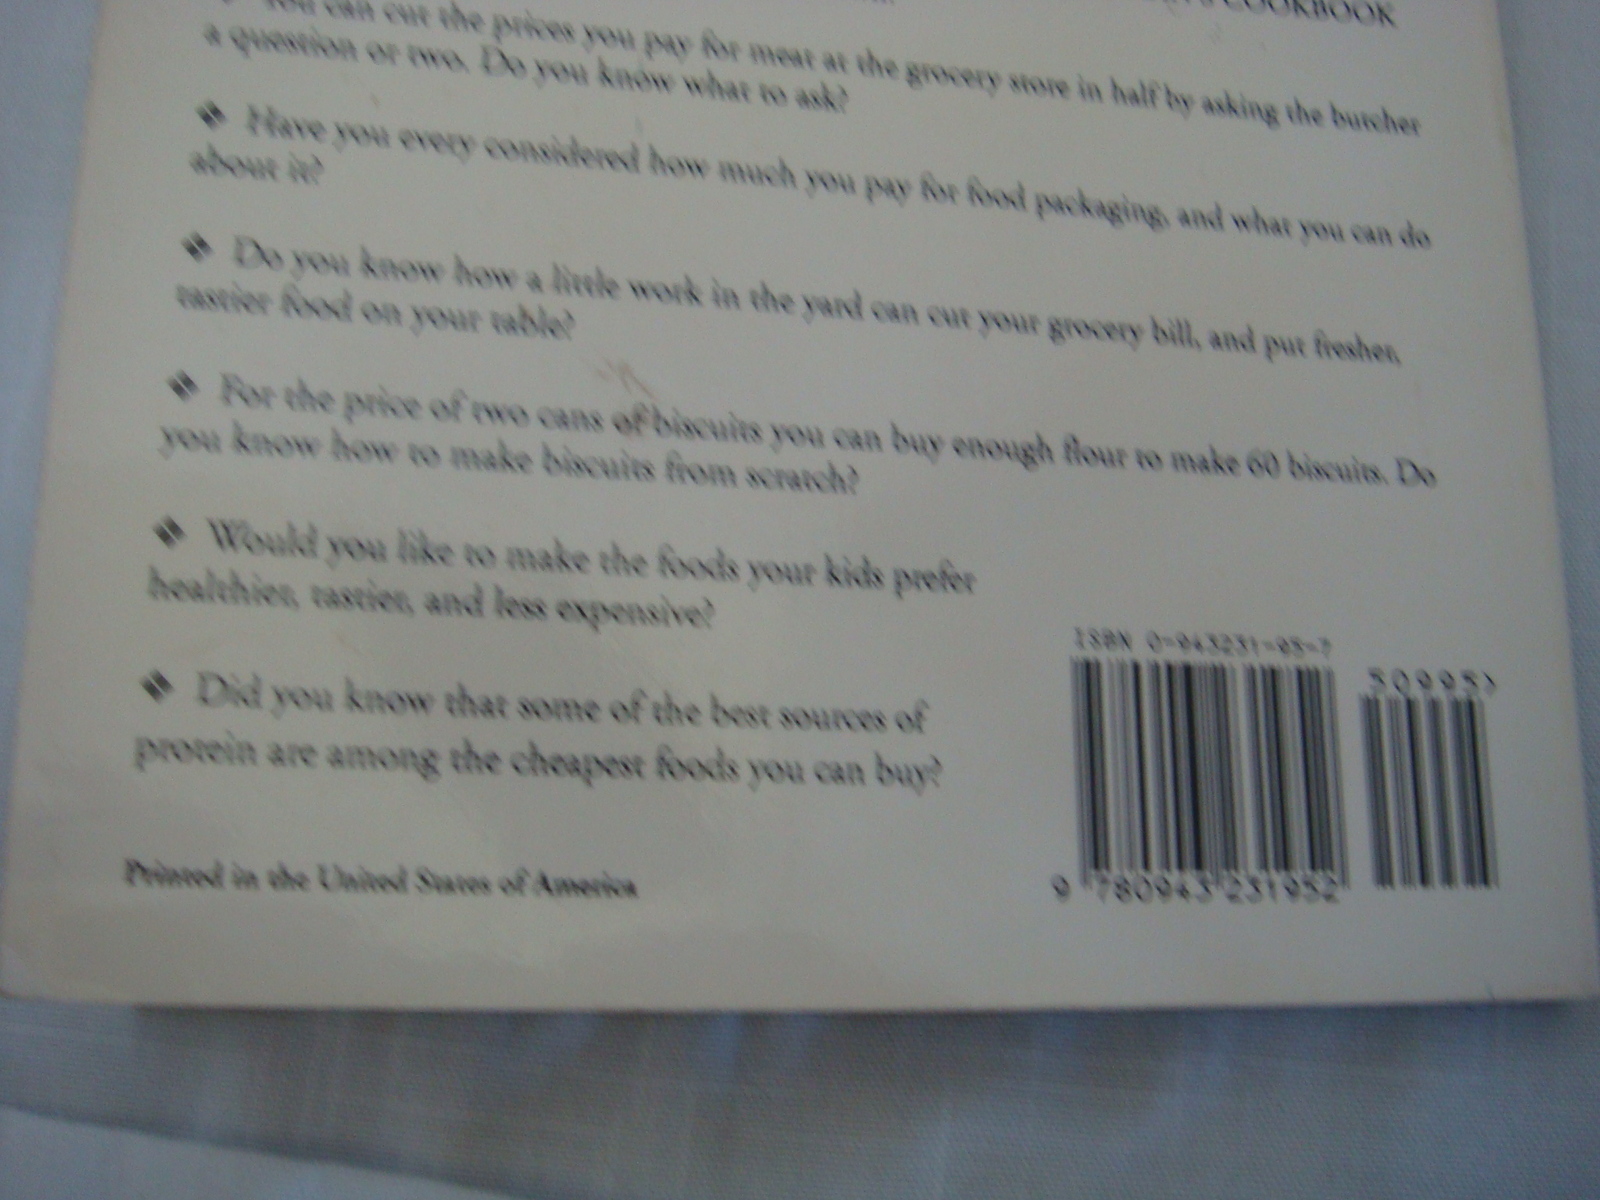 COOKBOOK
You can cut the prices you pay for meat at the grocery store in half by asking the butcher
a question or two. Do you know what to ask?
❖ Have you every considered how much you pay for food packaging, and what you can do
about it?
❖ Do you know how a little work in the yard can cut your grocery bill, and put fresher,
tastier food on your table?
❖ For the price of two cans of biscuits you can buy enough flour to make 60 biscuits. Do
you know how to make biscuits from scratch?
❖ Would you like to make the foods your kids prefer
healthier, tastier, and less expensive?
❖ Did you know that some of the best sources of
protein are among the cheapest foods you can buy?
ISBN 0-943231-95-7
50995>
9 780943 231952
Printed in the United States of America